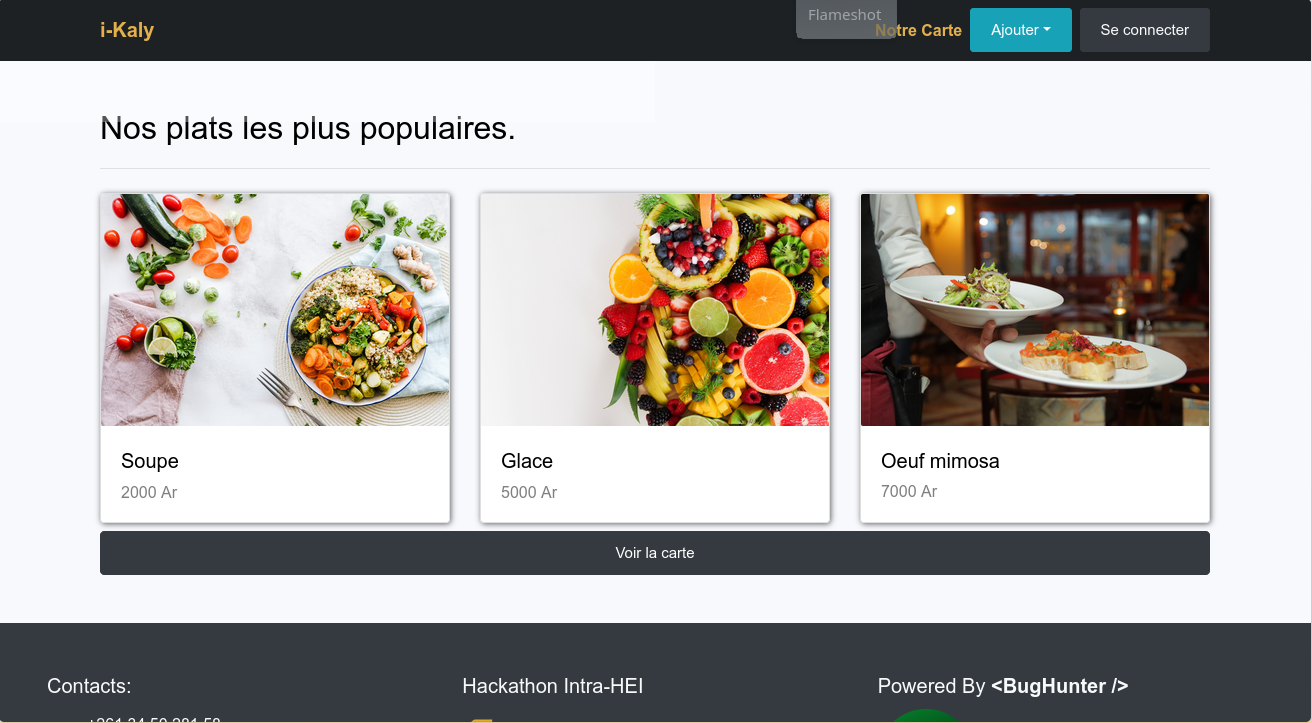 i-Kaly
Flameshot
Notre Carte
Ajouter
Se connecter
Nos plats les plus populaires.
Soupe
2000 Ar
Glace
5000 Ar
Oeuf mimosa
7000 Ar
Voir la carte
Contacts:
Hackathon Intra-HEI
Powered By <BugHunter />